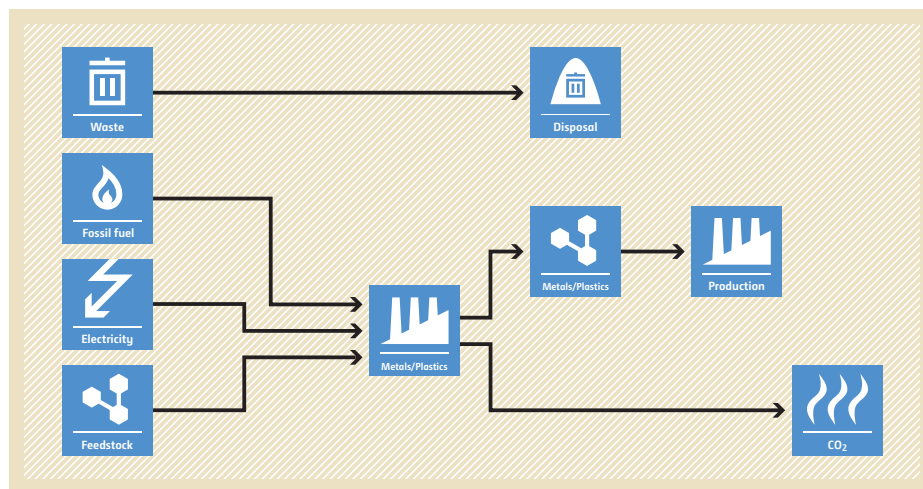 Waste
Disposal
Fossil fuel
Electricity
Feedstock
Metals/Plastics
Metals/Plastics
Production
CO₂